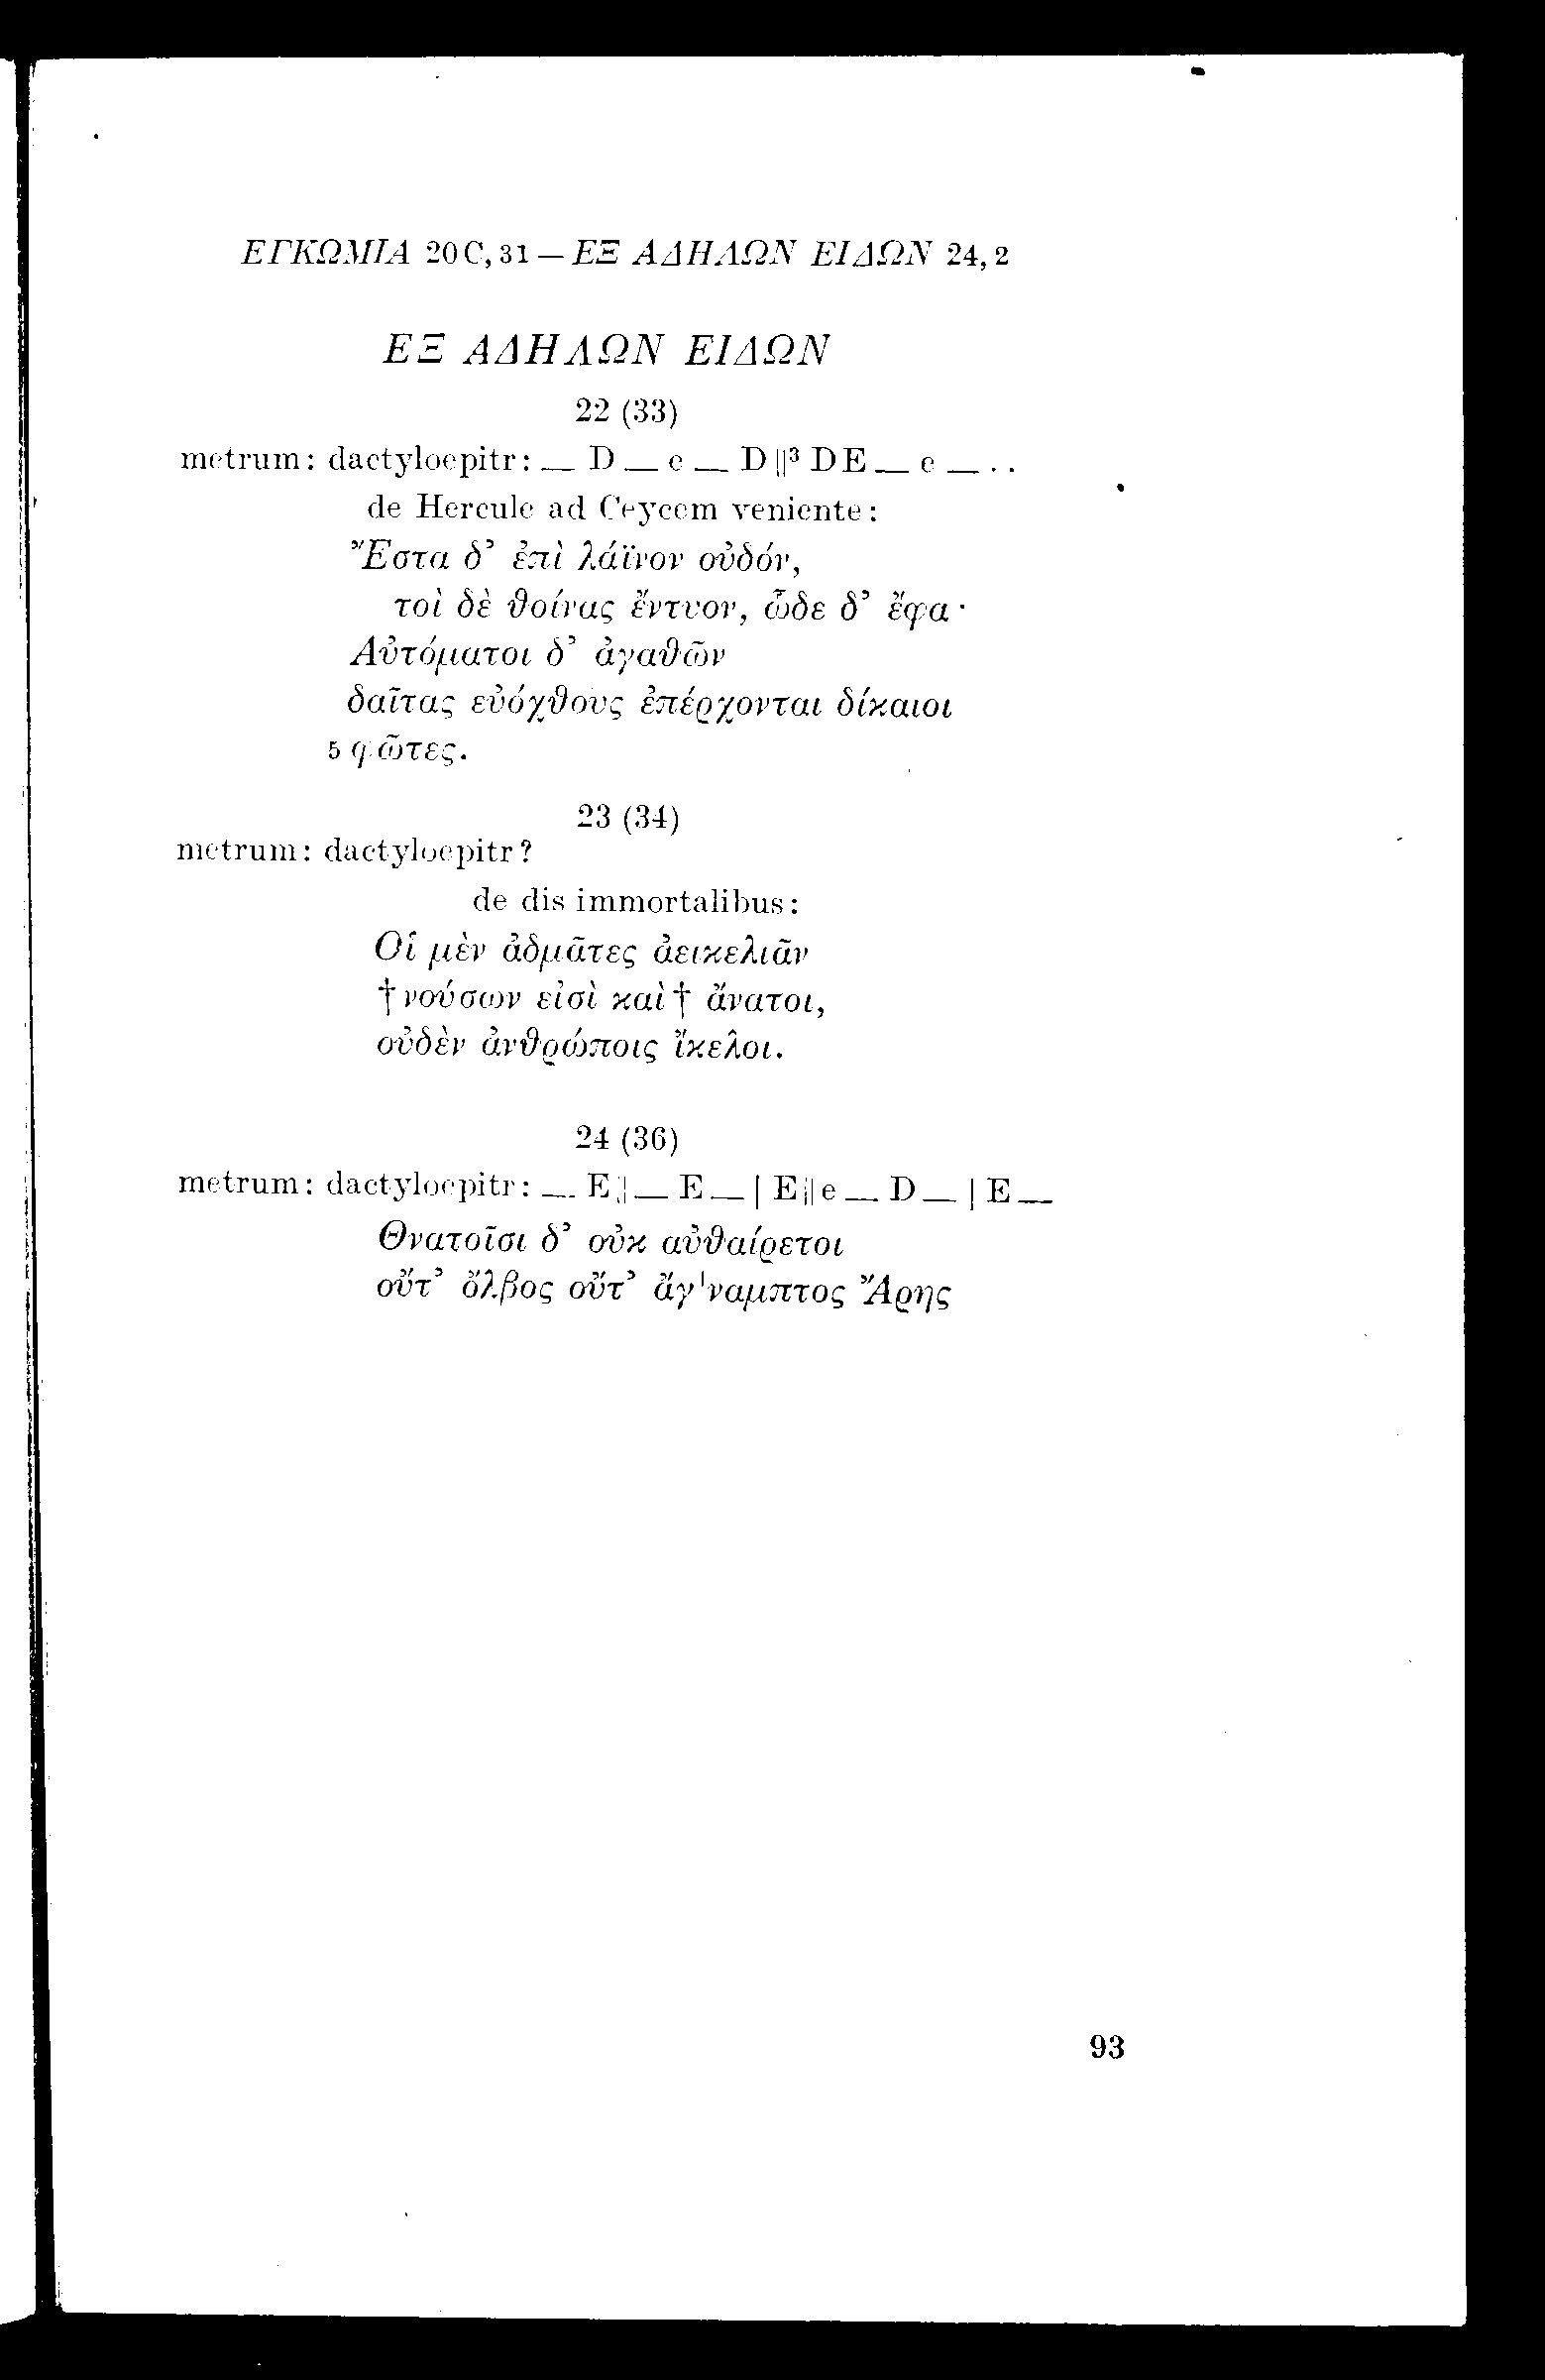 ΕΓΚΩΜΙΑ 20C, 31 — ΕΞ ΑΔΗΛΩΝ ΕΙΔΩΝ 24, 2
ΕΞ ΑΔΗΛΩΝ ΕΙΔΩΝ
22 (33)
metrum: dactyloepitr: — D — e — D ||³ D E — e — . .
de Hercule ad Ceycem veniente:
Ἔστα δ’ ἐπὶ λάϊνον οὐδόν,
τοὶ δὲ θοίνας ἔντυον, ὧδε δ’ ἔφα·
Αὐτόματοι δ’ ἀγαθῶν
δαῖτας εὐόχθους ἐπέρχονται δίκαιοι
5 φῶτες.
23 (34)
metrum: dactyloepitr?
de dis immortalibus:
Οἱ μὲν ἀδμᾶτες ἀεικελιᾶν
†νούσων εἰσὶ καὶ† ἄνατοι,
οὐδὲν ἀνθρώποις ἴκελοι.
24 (36)
metrum: dactyloepitr: — E || — E — | E || e — D — | E —
Θνατοῖσι δ’ οὐκ αὐθαίρετοι
οὔτ’ ὄλβος οὔτ’ ἄγ'ναμπτος Ἄρης
93